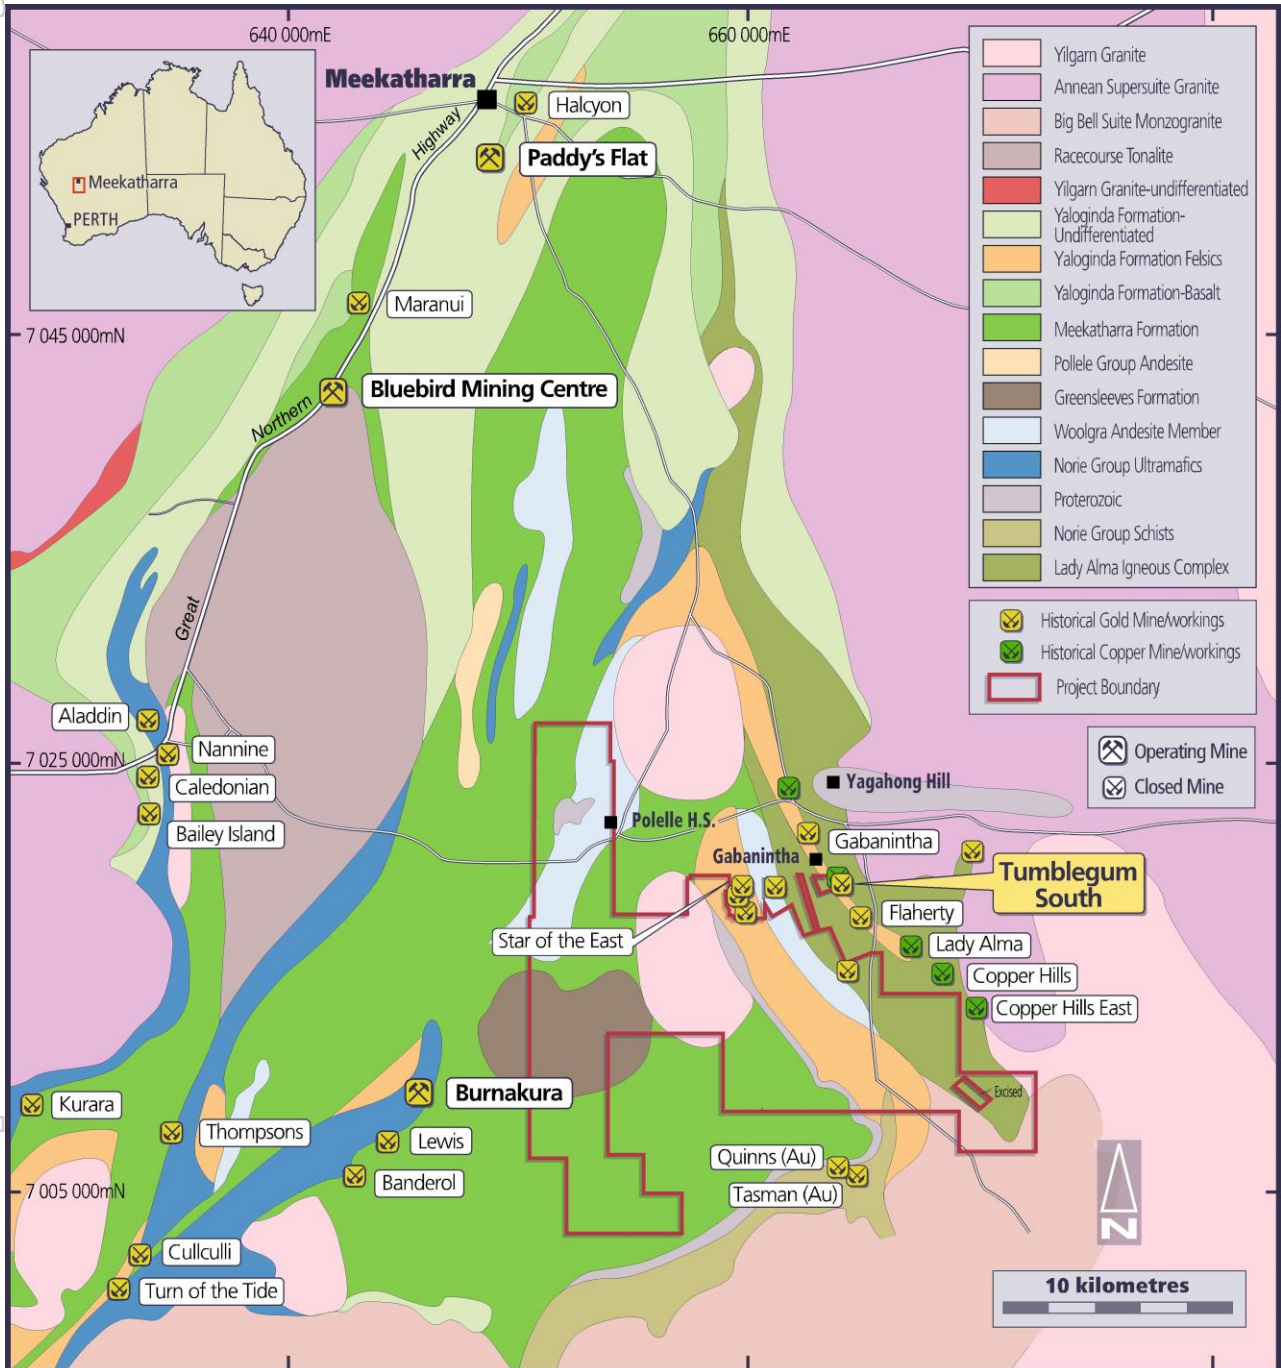 640 000mE
660 000mE
Meekatharra
PERTH
Meekatharra
Halcyon
Highway
Paddy's Flat
Maranui
7 045 000mN
Bluebird Mining Centre
Northern
Great
Yilgarn Granite
Annean Supersuite Granite
Big Bell Suite Monzogranite
Racecourse Tonalite
Yilgarn Granite-undifferentiated
Yaloginda Formation-
Undifferentiated
Yaloginda Formation Felsics
Yaloginda Formation-Basalt
Meekatharra Formation
Pollele Group Andesite
Greensleeves Formation
Woolgra Andesite Member
Norie Group Ultramafics
Proterozoic
Norie Group Schists
Lady Alma Igneous Complex
Historical Gold Mine/workings
Historical Copper Mine/workings
Project Boundary
Operating Mine
Closed Mine
Aladdin
Nannine
7 025 000mN
Caledonian
Bailey Island
Yagahong Hill
Polelle H.S.
Gabanintha
Gabanintha
Tumblegum
South
Flaherty
Star of the East
Lady Alma
Copper Hills
Copper Hills East
Excised
Burnakura
Kurara
Thompsons
Lewis
Banderol
Quinns (Au)
Tasman (Au)
7 005 000mN
Cullculli
Turn of the Tide
N
10 kilometres